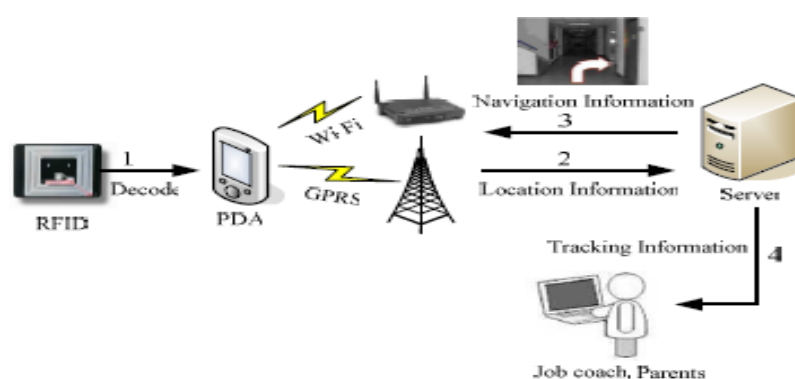 Navigation Information
3
Wi-Fi
1
Decode
GPRS
2
Location Information
RFID
PDA
Server
Tracking Information
4
Job coach, Parents